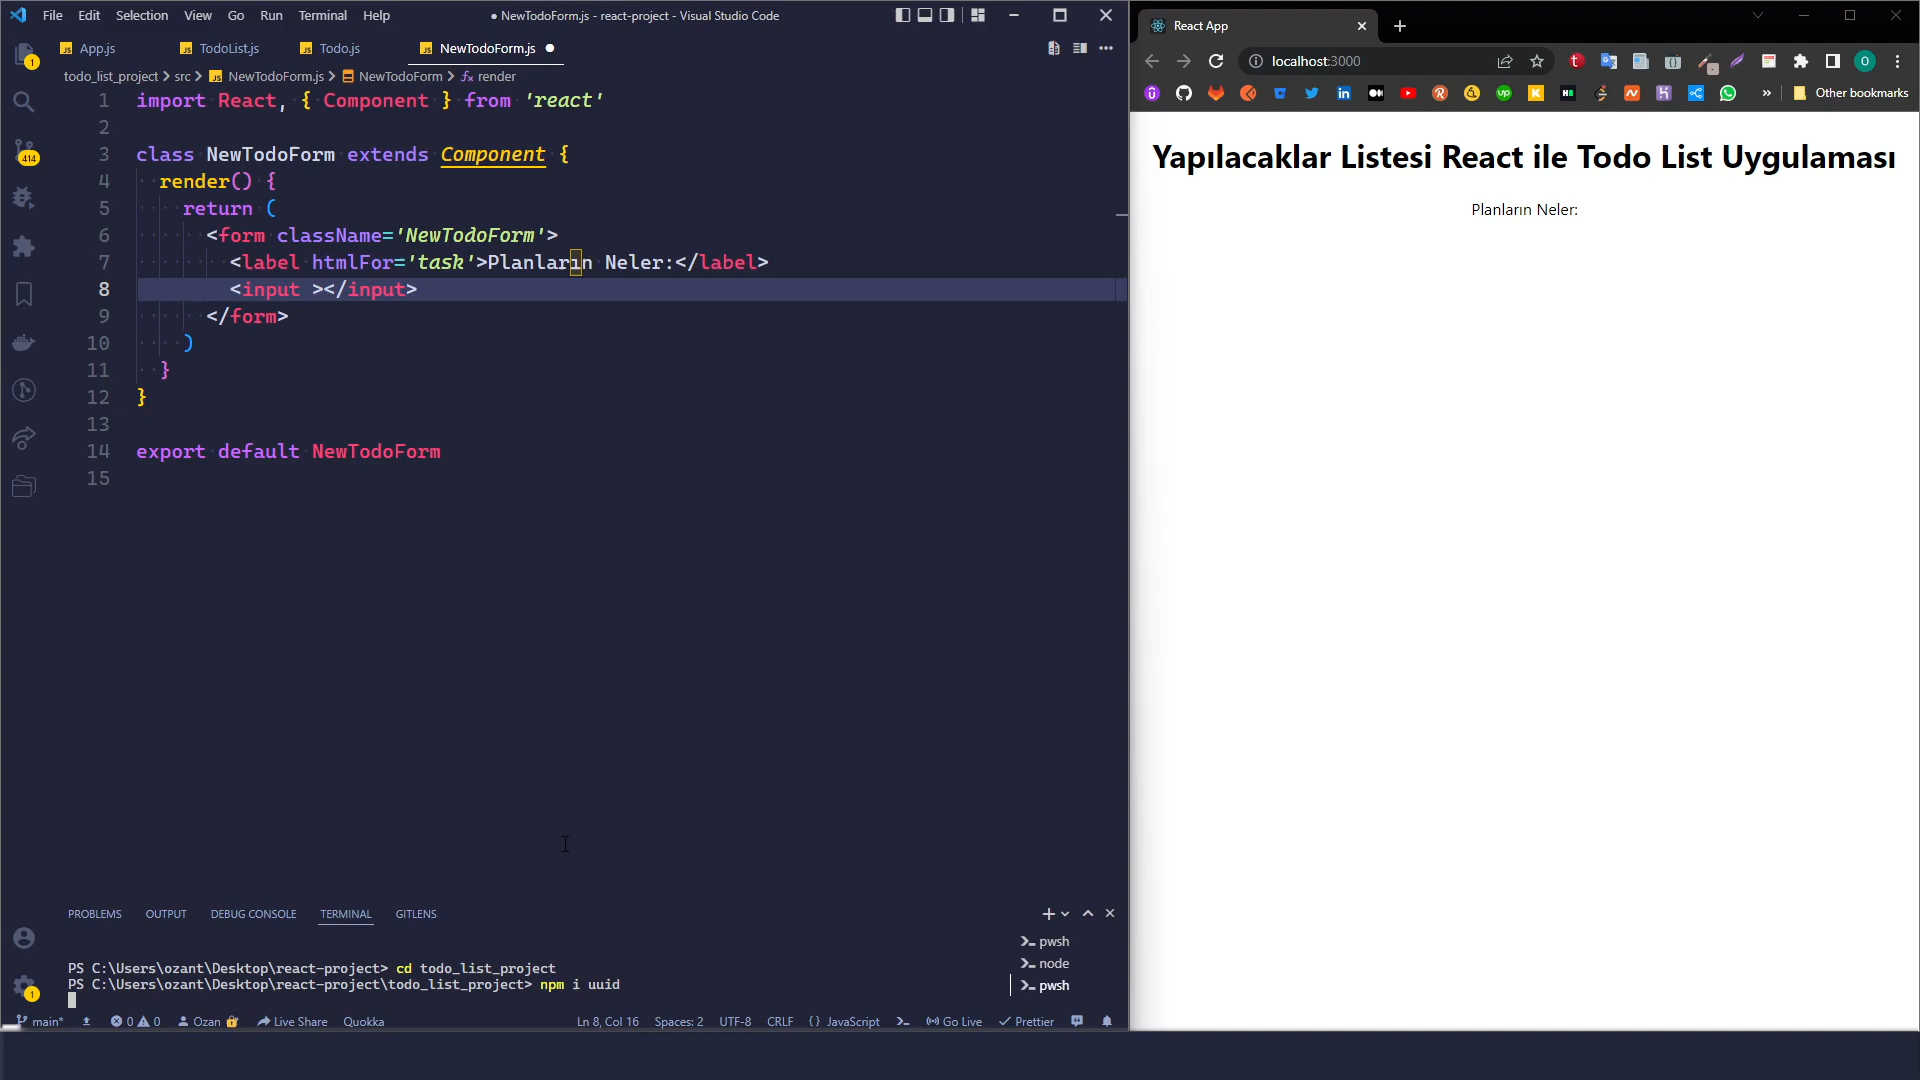 File Edit Selection View Go Run Terminal Help
● NewTodoForm.js - react-project - Visual Studio Code
App.js
TodoList.js
Todo.js
NewTodoForm.js
todo_list_project > src > NewTodoForm.js > NewTodoForm > render
1 import React, { Component } from 'react'
2
3 class NewTodoForm extends Component {
4 render() {
5 return (
6 <form className='NewTodoForm'>
7 <label htmlFor='task'>Planların Neler:</label>
8 <input ></input>
9 </form>
10 )
11 }
12 }
13
14 export default NewTodoForm
15
1
414
1
PROBLEMS OUTPUT DEBUG CONSOLE TERMINAL GITLENS
PS C:\Users\ozant\Desktop\react-project> cd todo_list_project
PS C:\Users\ozant\Desktop\react-project\todo_list_project> npm i uuid
pwsh
node
pwsh
main* 0 0 Ozan Live Share Quokka Ln 8, Col 16 Spaces: 2 UTF-8 CRLF {} JavaScript Go Live Prettier
React App
localhost:3000
O
Other bookmarks
Yapılacaklar Listesi React ile Todo List Uygulaması
Planların Neler: